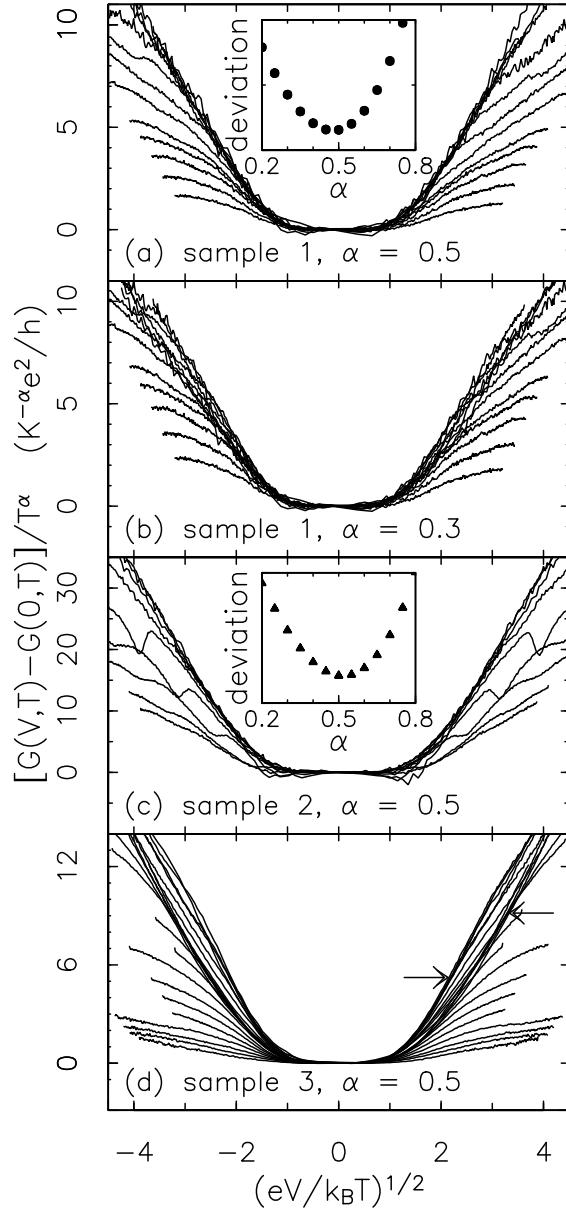 10
5
0
deviation
0.2 0.5 0.8
α
(a) sample 1, α = 0.5
10
5
0
(b) sample 1, α = 0.3
[G(V,T)−G(0,T)]/T^α (K^−α e²/h)
30
20
10
0
deviation
0.2 0.5 0.8
α
(c) sample 2, α = 0.5
12
6
0
(d) sample 3, α = 0.5
−4 −2 0 2 4
(eV/k_BT)^1/2